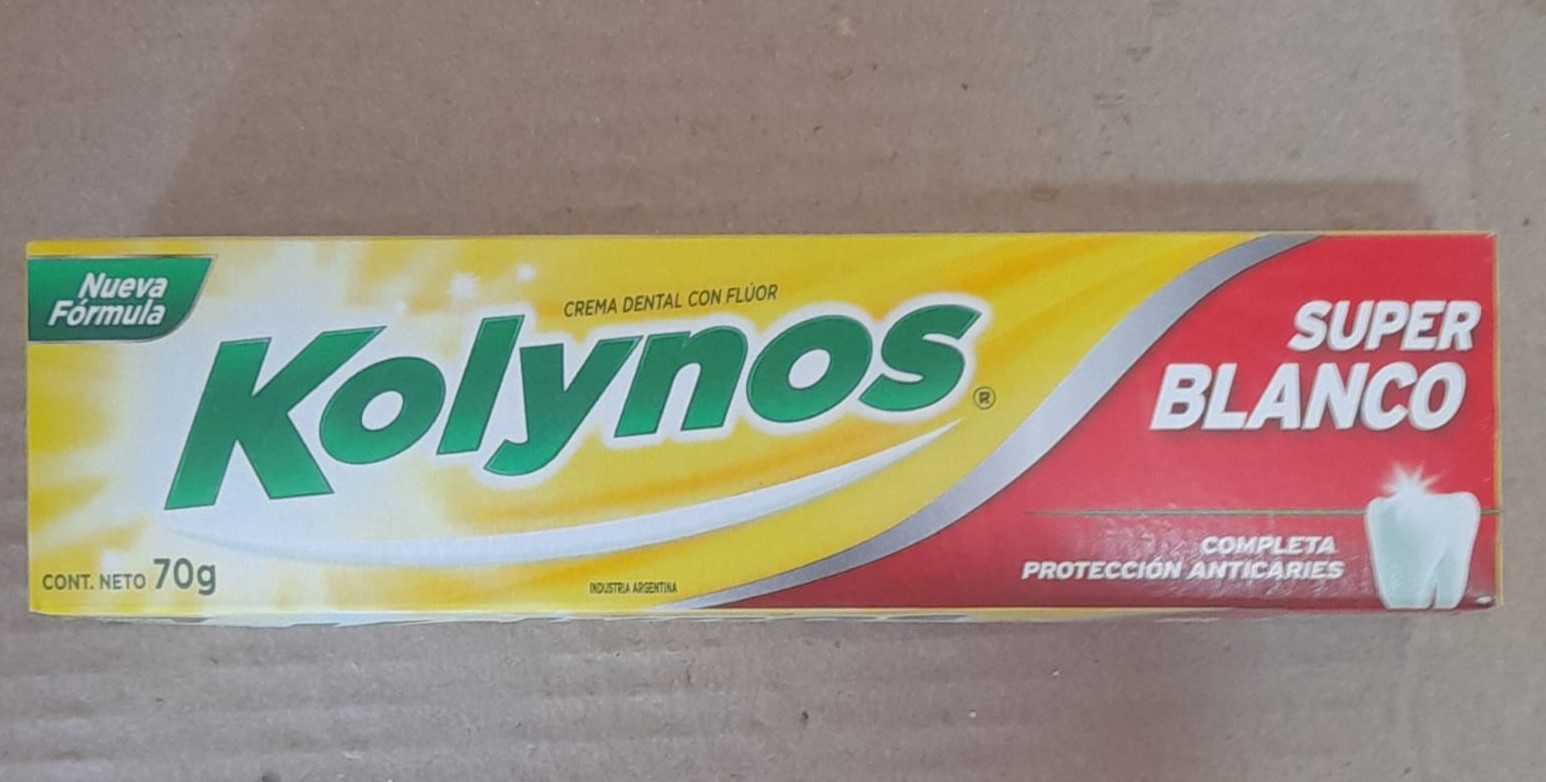 Nueva
Fórmula
CREMA DENTAL CON FLÚOR
Kolynos®
CONT. NETO 70g
INDUSTRIA ARGENTINA
SUPER
BLANCO
COMPLETA
PROTECCIÓN ANTICARIES